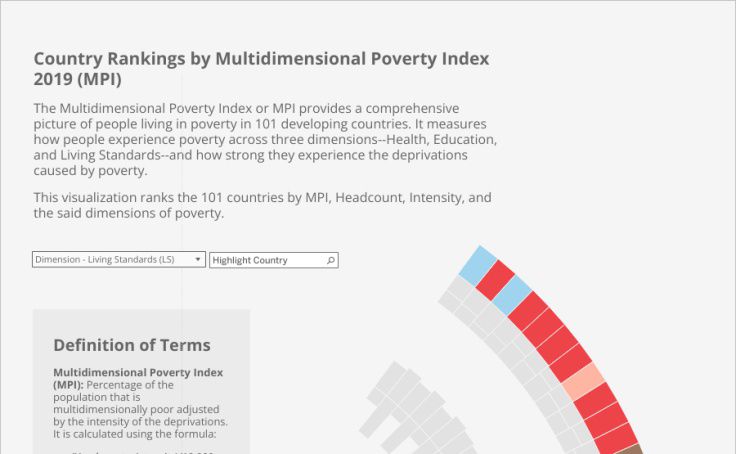 Country Rankings by Multidimensional Poverty Index
2019 (MPI)
The Multidimensional Poverty Index or MPI provides a comprehensive
picture of people living in poverty in 101 developing countries. It measures
how people experience poverty across three dimensions--Health, Education,
and Living Standards--and how strong they experience the deprivations
caused by poverty.
This visualization ranks the 101 countries by MPI, Headcount, Intensity, and
the said dimensions of poverty.
Dimension - Living Standards (LS)
Highlight Country
Definition of Terms
Multidimensional Poverty Index
(MPI): Percentage of the
population that is
multidimensionally poor adjusted
by the intensity of the deprivations.
It is calculated using the formula: